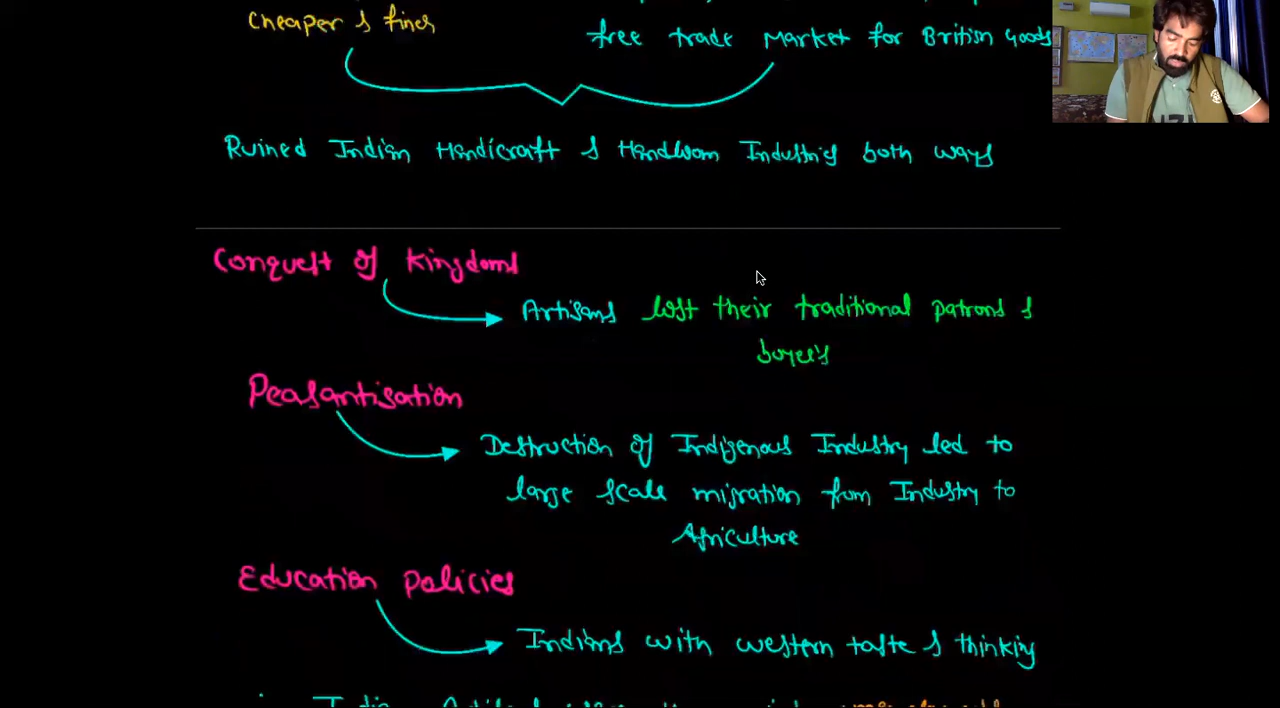 Cheaper & finer
free trade Market for British Goods
Ruined Indian Handicraft & Handloom Industries both ways
Conquest of Kingdoms
Artisans lost their traditional patrons &
buyers
Peasantisation
Destruction of Indigenous Industry led to
large scale migration from Industry to
Agriculture
Education policies
Indians with western taste & thinking